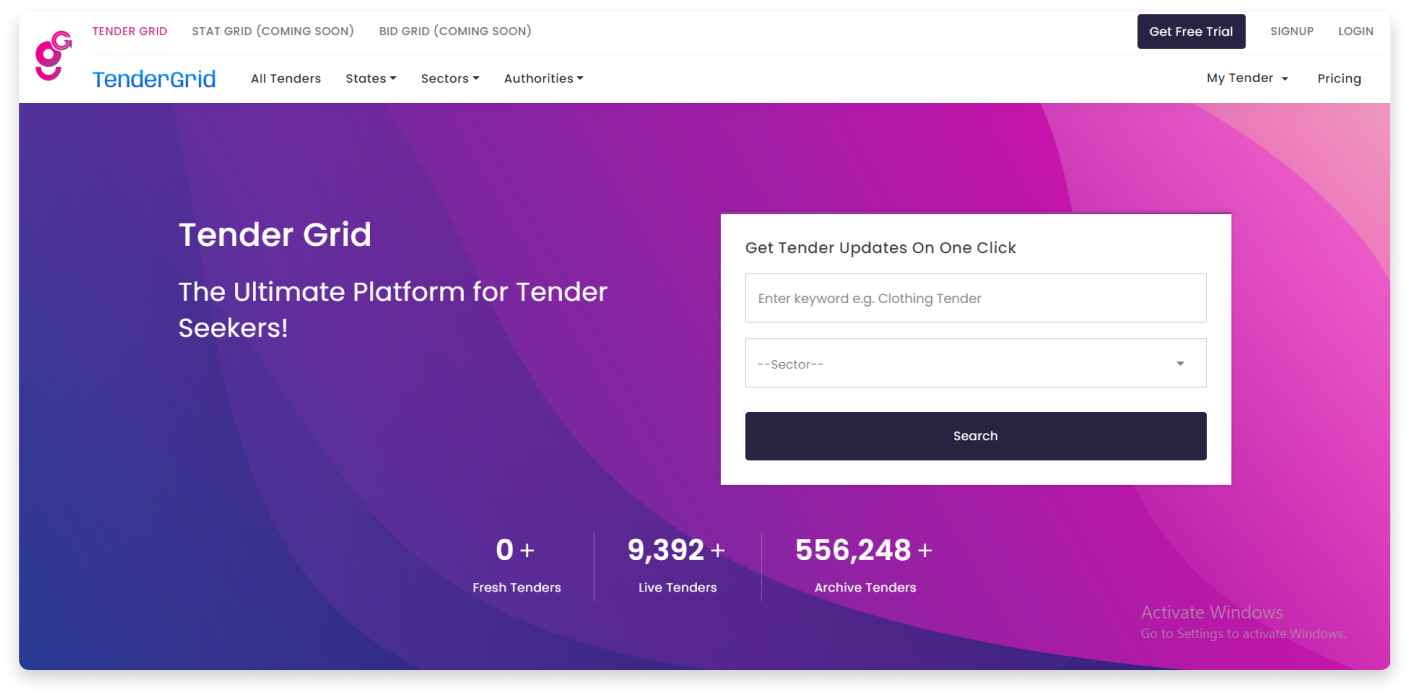 TENDER GRID STAT GRID (COMING SOON) BID GRID (COMING SOON) Get Free Trial SIGNUP LOGIN
TenderGrid All Tenders States Sectors Authorities My Tender Pricing
Tender Grid
The Ultimate Platform for Tender
Seekers!
Get Tender Updates On One Click
Enter keyword e.g. Clothing Tender
--Sector--
Search
0 + 9,392 + 556,248 +
Fresh Tenders Live Tenders Archive Tenders
Activate Windows
Go to Settings to activate Windows.